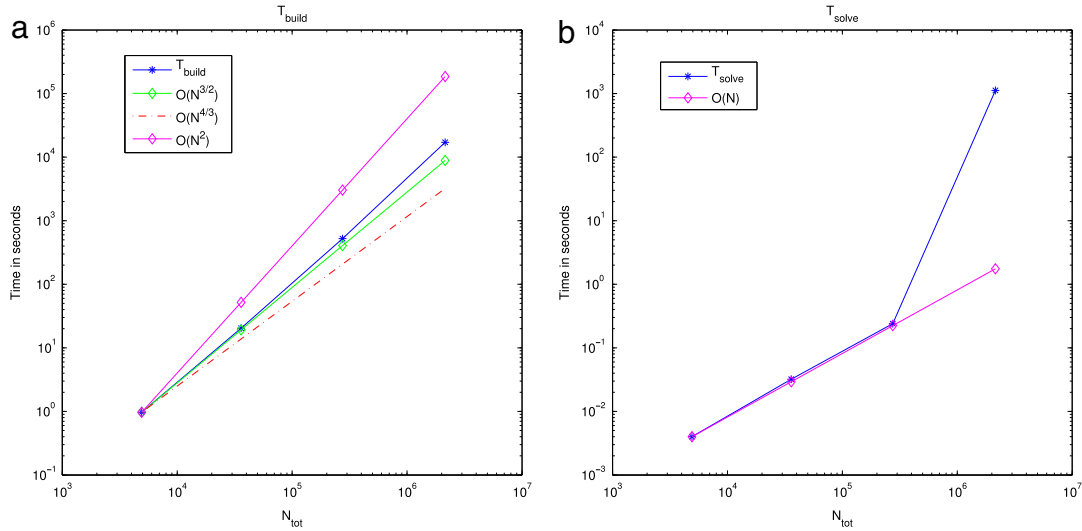 a
T_build
10^6
10^5
10^4
10^3
10^2
10^1
10^0
10^-1
Time in seconds
T_build
O(N^3/2)
O(N^4/3)
O(N^2)
10^3 10^4 10^5 10^6 10^7
N_tot
b
T_solve
10^4
10^3
10^2
10^1
10^0
10^-1
10^-2
10^-3
Time in seconds
T_solve
O(N)
10^3 10^4 10^5 10^6 10^7
N_tot